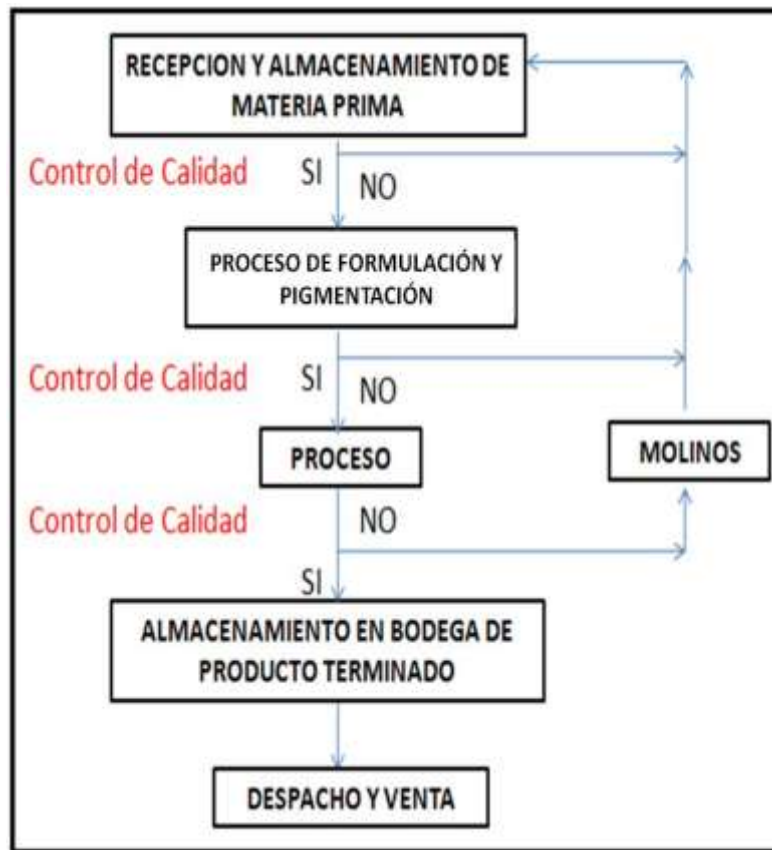 RECEPCION Y ALMACENAMIENTO DE
MATERIA PRIMA
Control de Calidad SI NO
PROCESO DE FORMULACIÓN Y
PIGMENTACIÓN
Control de Calidad SI NO
PROCESO
MOLINOS
Control de Calidad NO
SI
ALMACENAMIENTO EN BODEGA DE
PRODUCTO TERMINADO
DESPACHO Y VENTA